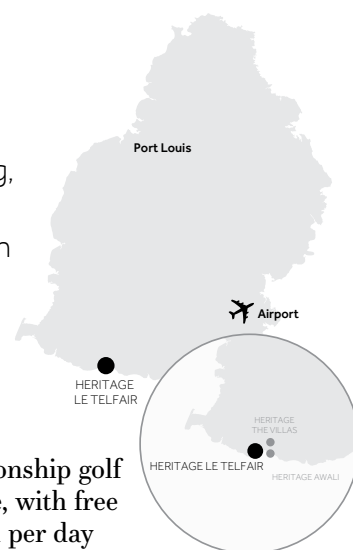 Port Louis
g,
n
Airport
HERITAGE
LE TELFAIR
HERITAGE
THE VILLAS
HERITAGE LE TELFAIR
HERITAGE AWALI
onship golf
e, with free
per day